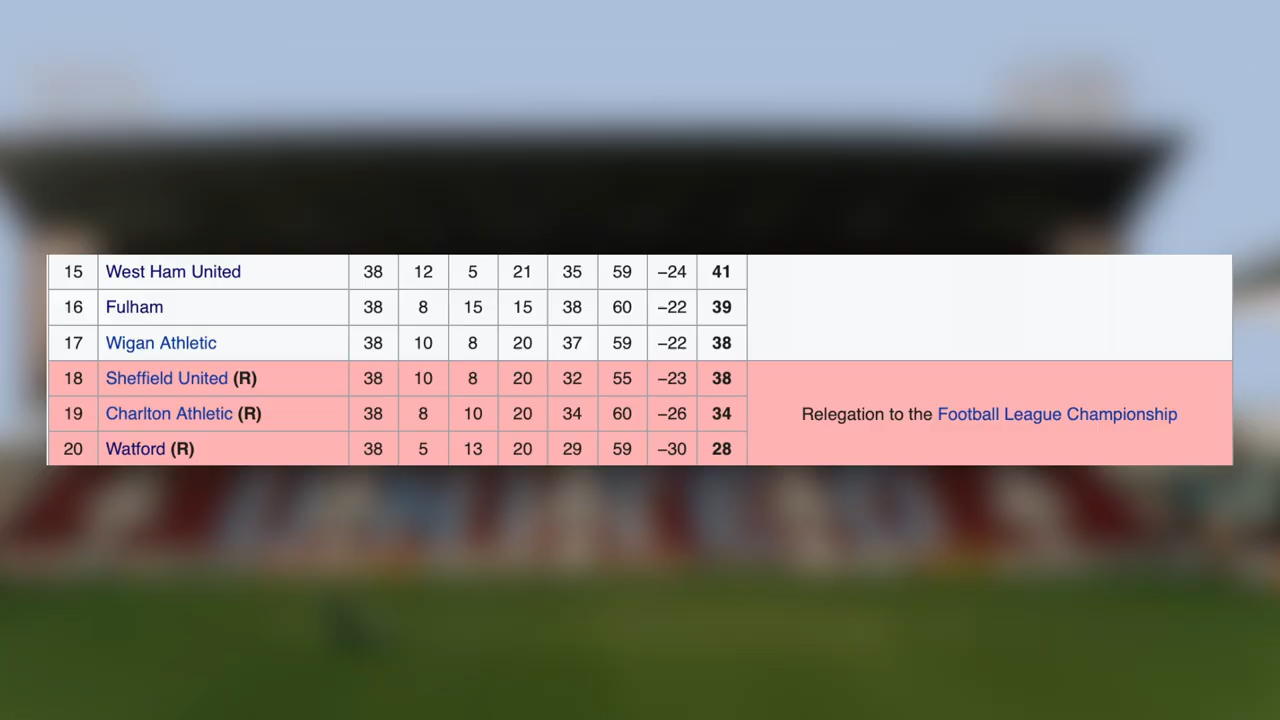 15 West Ham United 38 12 5 21 35 59 –24 41
16 Fulham 38 8 15 15 38 60 –22 39
17 Wigan Athletic 38 10 8 20 37 59 –22 38
18 Sheffield United (R) 38 10 8 20 32 55 –23 38
19 Charlton Athletic (R) 38 8 10 20 34 60 –26 34 Relegation to the Football League Championship
20 Watford (R) 38 5 13 20 29 59 –30 28